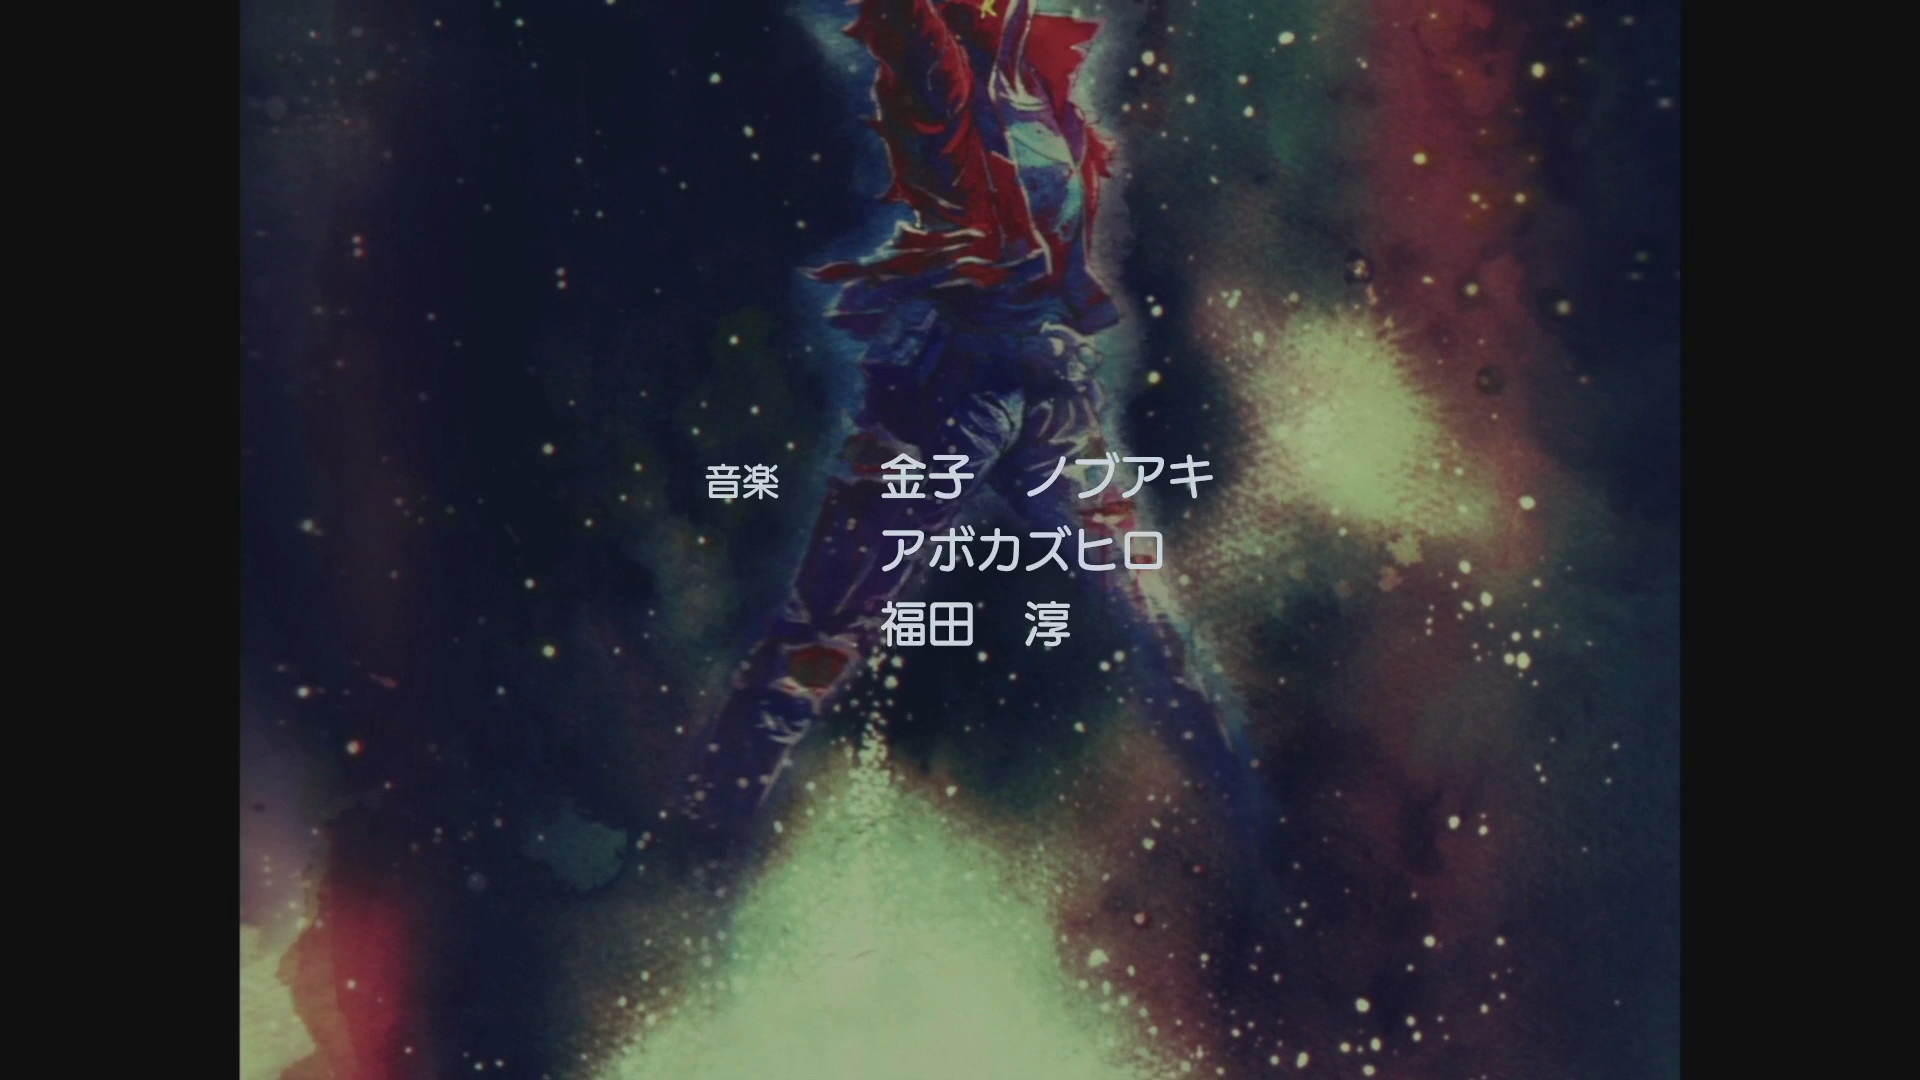 音楽 金子 ノブアキ
アボカズヒロ
福田 淳